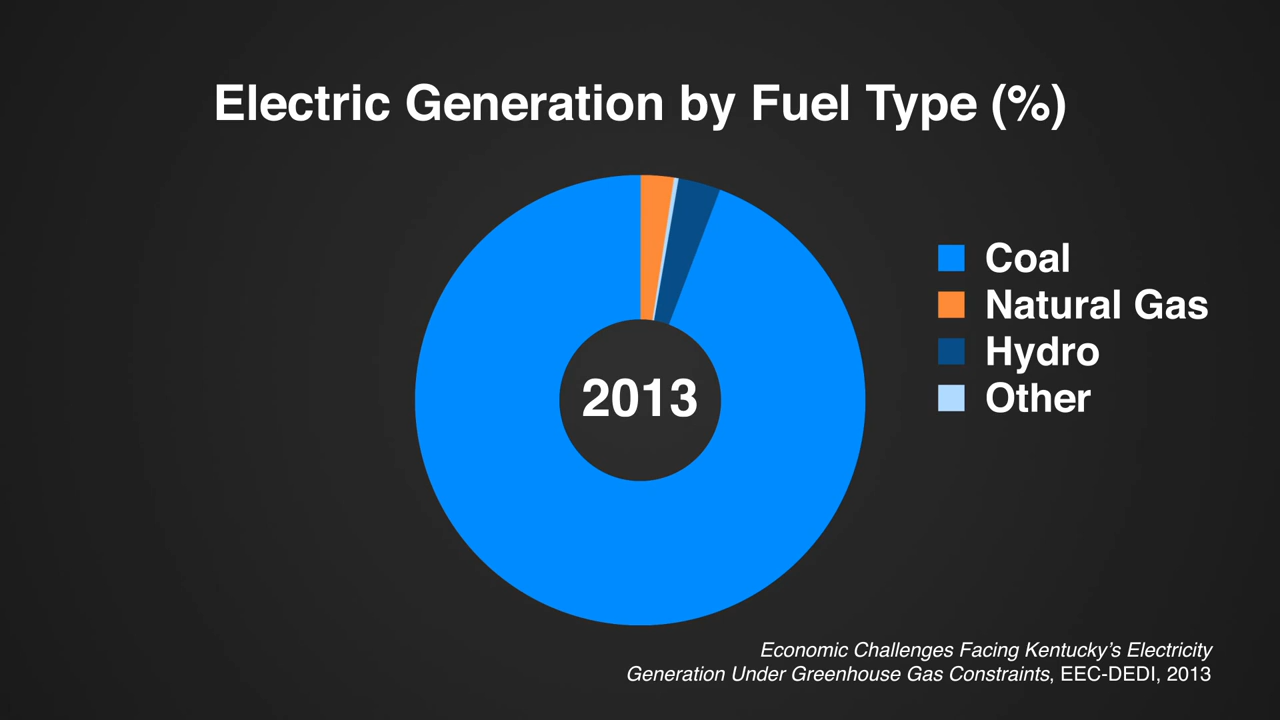 Electric Generation by Fuel Type (%)
2013
Coal
Natural Gas
Hydro
Other
Economic Challenges Facing Kentucky’s Electricity
Generation Under Greenhouse Gas Constraints, EEC-DEDI, 2013